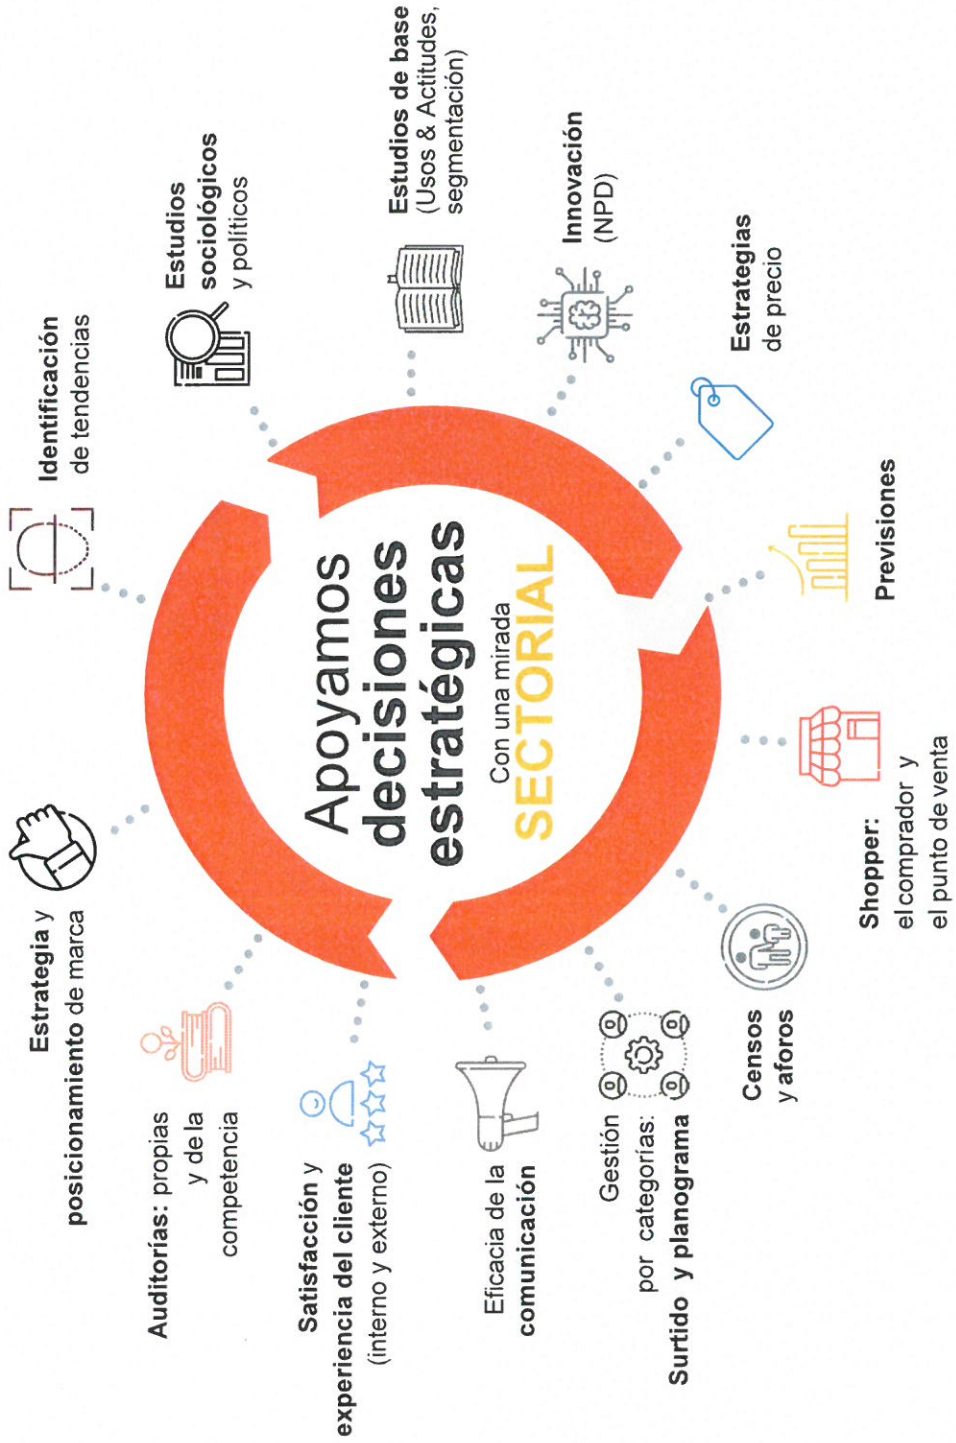 Apoyamos
decisiones
estratégicas
Con una mirada
SECTORIAL
Identificación
de tendencias
Estudios
sociológicos
y políticos
Estudios de base
(Usos & Actitudes,
segmentación)
Innovación
(NPD)
Estrategias
de precio
Previsiones
Shopper:
el comprador y
el punto de venta
Censos
y aforos
Gestión
por categorías:
Surtido y planograma
Eficacia de la
comunicación
Satisfacción y
experiencia del cliente
(interno y externo)
Auditorías: propias
y de la
competencia
Estrategia y
posicionamiento de marca